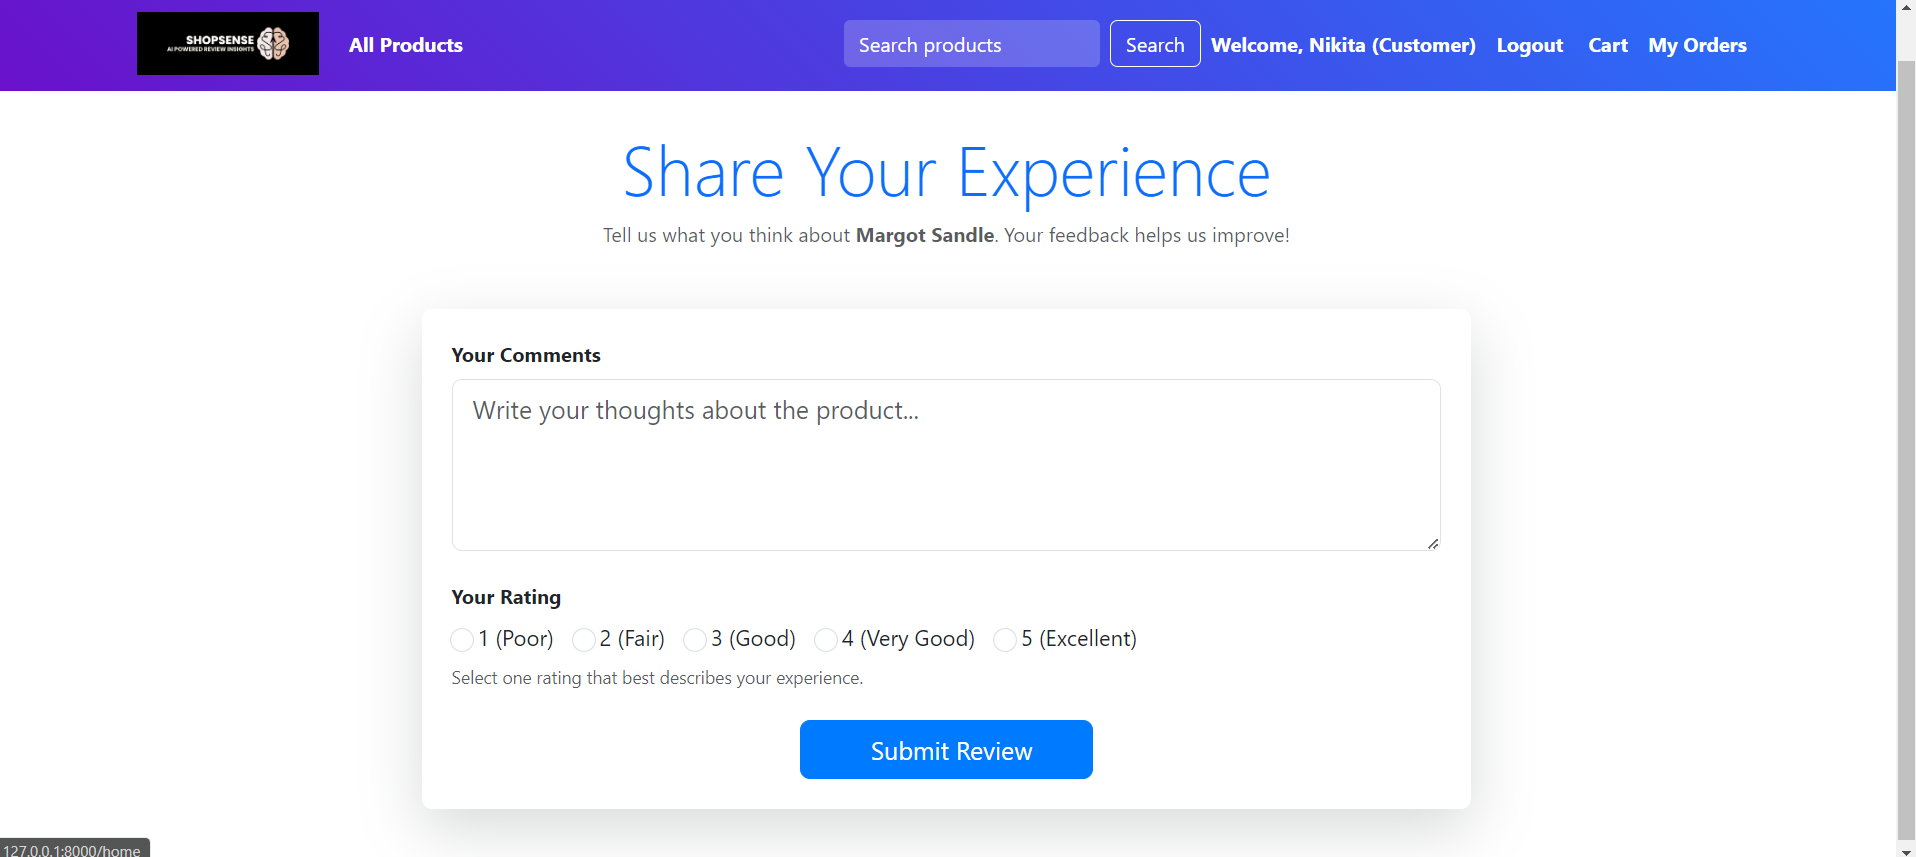 SHOPSENSE
AI POWERED REVIEW INSIGHTS
All Products
Search products
Search
Welcome, Nikita (Customer)
Logout
Cart
My Orders
Share Your Experience
Tell us what you think about Margot Sandle. Your feedback helps us improve!
Your Comments
Write your thoughts about the product...
Your Rating
1 (Poor) 2 (Fair) 3 (Good) 4 (Very Good) 5 (Excellent)
Select one rating that best describes your experience.
Submit Review
127.0.0.1:8000/home